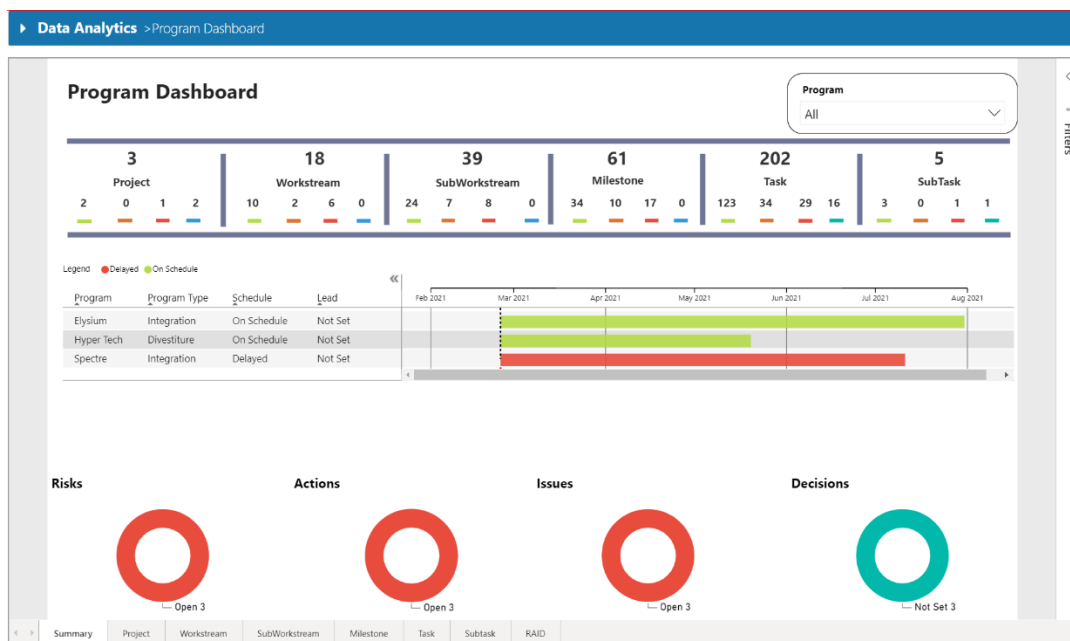 Data Analytics >Program Dashboard
Program Dashboard
Program
All
Filters
3 18 39 61 202 5
Project Workstream SubWorkstream Milestone Task SubTask
2 0 1 2 10 2 6 0 24 7 8 0 34 10 17 0 123 34 29 16 3 0 1 1
Legend Delayed On Schedule
Program Program Type Schedule Lead Feb 2021 Mar 2021 Apr 2021 May 2021 Jun 2021 Jul 2021 Aug 2021
Elysium Integration On Schedule Not Set
Hyper Tech Divestiture On Schedule Not Set
Spectre Integration Delayed Not Set
Risks Actions Issues Decisions
Open 3 Open 3 Open 3 Not Set 3
Summary Project Workstream SubWorkstream Milestone Task Subtask RAID